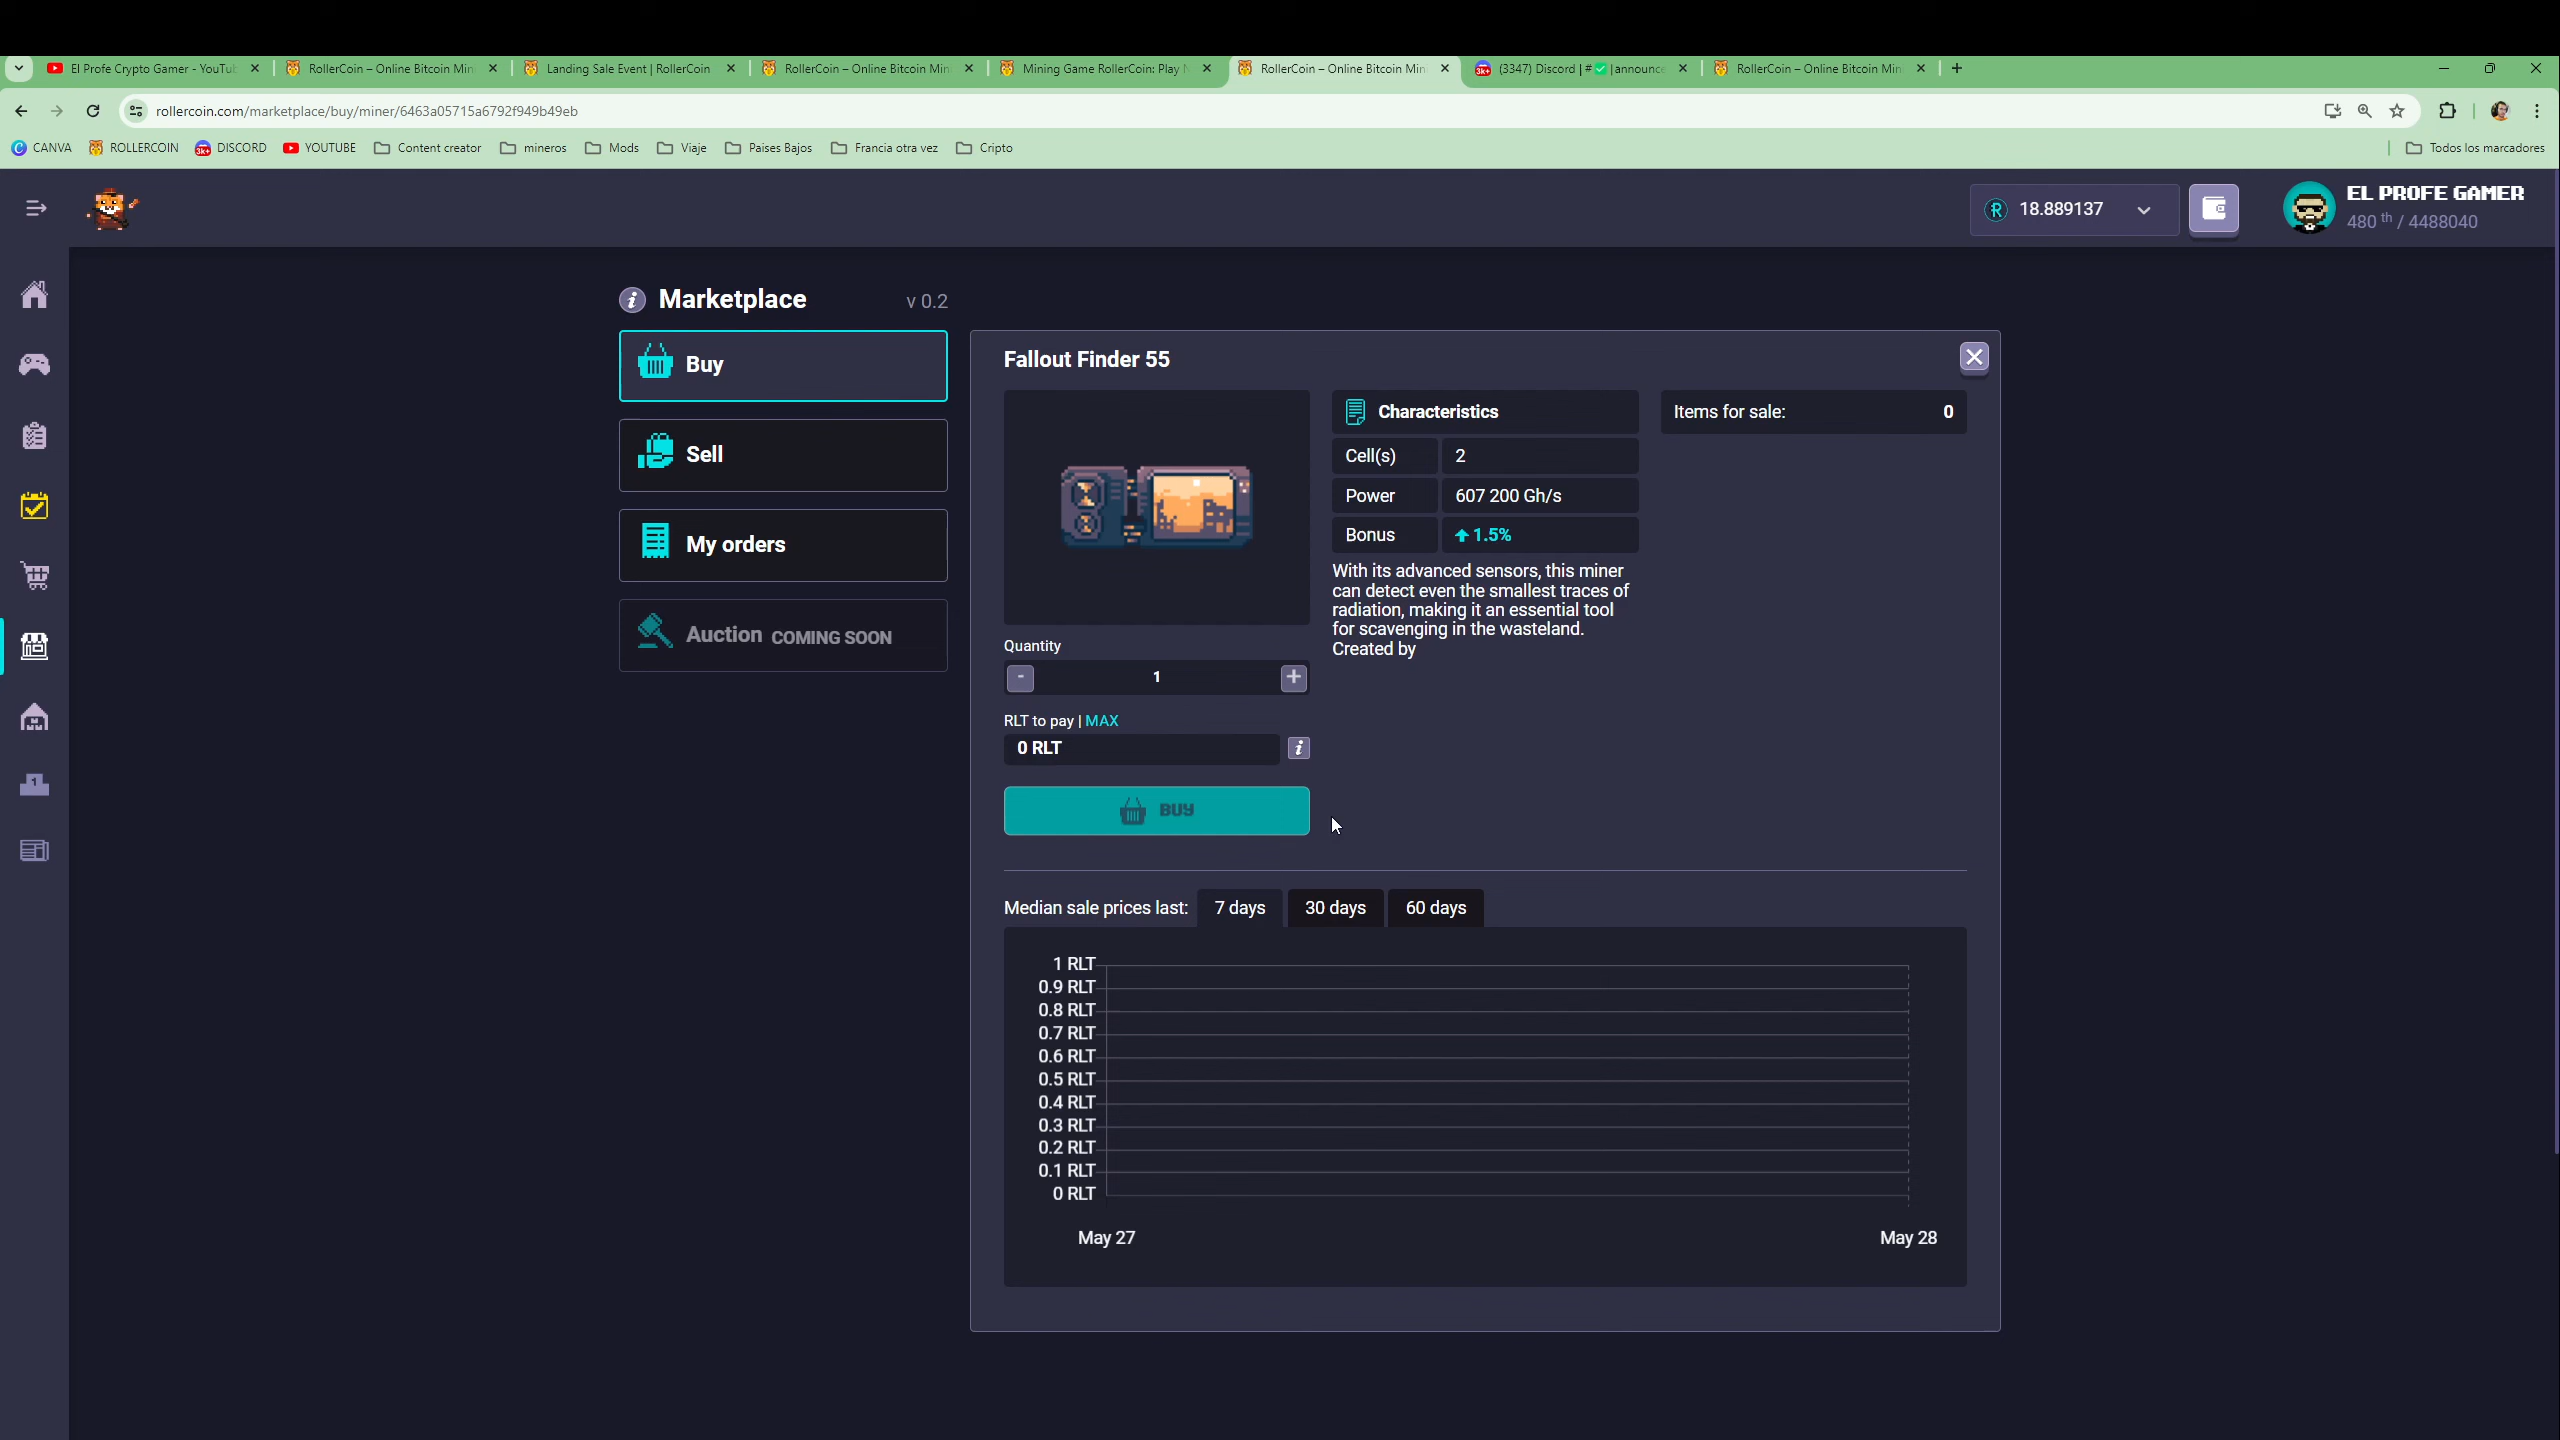 El Profe Crypto Gamer - YouTu
RollerCoin – Online Bitcoin Min
Landing Sale Event | RollerCoin
RollerCoin – Online Bitcoin Min
Mining Game RollerCoin: Play N
RollerCoin – Online Bitcoin Min
(3347) Discord | #✅|announce
RollerCoin – Online Bitcoin Min
rollercoin.com/marketplace/buy/miner/6463a05715a6792f949b49eb
CANVA
ROLLERCOIN
DISCORD
YOUTUBE
Content creator
mineros
Mods
Viaje
Paises Bajos
Francia otra vez
Cripto
Todos los marcadores
18.889137
EL PROFE GAMER
480 th / 4488040
Marketplace
v 0.2
Buy
Sell
My orders
Auction COMING SOON
Fallout Finder 55
Characteristics
Cell(s) 2
Power 607 200 Gh/s
Bonus 1.5%
With its advanced sensors, this miner
can detect even the smallest traces of
radiation, making it an essential tool
for scavenging in the wasteland.
Created by
Items for sale: 0
Quantity
- 1 +
RLT to pay | MAX
0 RLT
BUY
Median sale prices last: 7 days 30 days 60 days
1 RLT
0.9 RLT
0.8 RLT
0.7 RLT
0.6 RLT
0.5 RLT
0.4 RLT
0.3 RLT
0.2 RLT
0.1 RLT
0 RLT
May 27
May 28